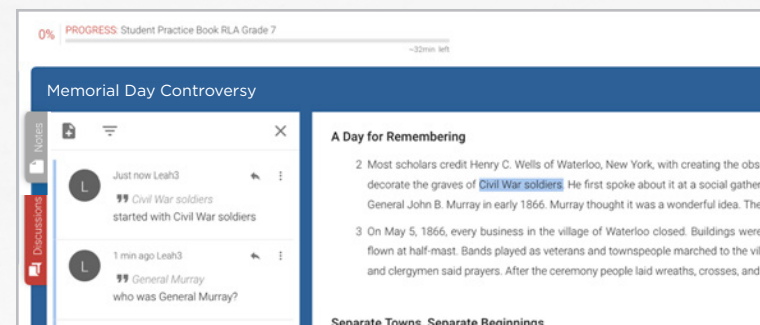 0% PROGRESS: Student Practice Book RLA Grade 7
~32min left
Memorial Day Controversy
Notes
Discussions
L
Just now Leah3
Civil War soldiers
started with Civil War soldiers
L
1 min ago Leah3
General Murray
who was General Murray?
A Day for Remembering
2 Most scholars credit Henry C. Wells of Waterloo, New York, with creating the obs
decorate the graves of Civil War soldiers. He first spoke about it at a social gather
General John B. Murray in early 1866. Murray thought it was a wonderful idea. The
3 On May 5, 1866, every business in the village of Waterloo closed. Buildings were
flown at half-mast. Bands played as veterans and townspeople marched to the vil
and clergymen said prayers. After the ceremony people laid wreaths, crosses, and
Separate Towns, Separate Beginnings